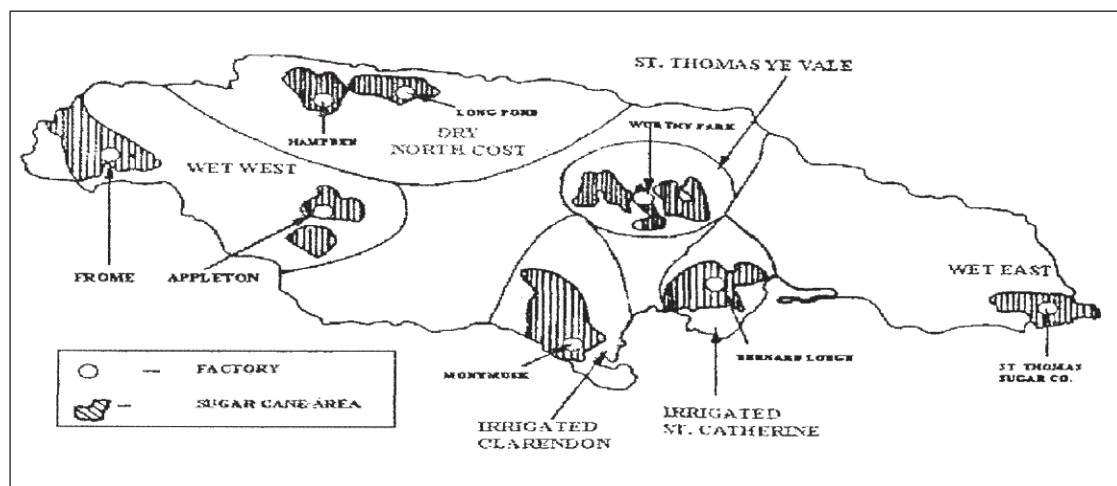 ST. THOMAS YE VALE
LONG POND
HAMPDEN
DRY
NORTH COST
WORTHY PARK
WET WEST
FROME
APPLETON
WET EAST
BERNARD LODGE
MONYMUSK
ST THOMAS
SUGAR CO.
IRRIGATED
CLARENDON
IRRIGATED
ST. CATHERINE
FACTORY
SUGAR CANE AREA